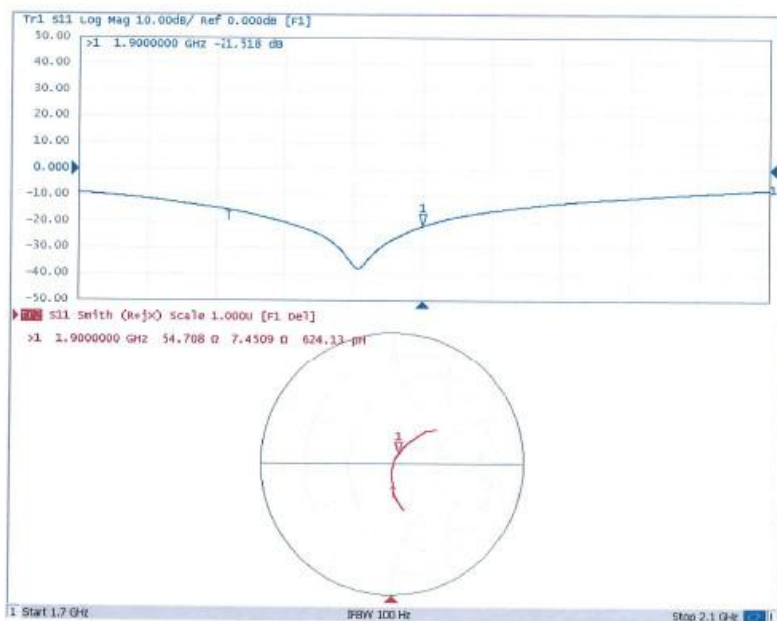 Tr1 S11 Log Mag 10.00dB/ Ref 0.000dB [F1]
50.00
>1 1.9000000 GHz -21.518 dB
40.00
30.00
20.00
10.00
0.000
-10.00
1
-20.00
-30.00
-40.00
-50.00
S11 Smith (R+jX) Scale 1.000U [F1 Del]
>1 1.9000000 GHz 54.708 Ω 7.4509 Ω 624.13 pH
1
1 Start 1.7 GHz IFBW 100 Hz Stop 2.1 GHz